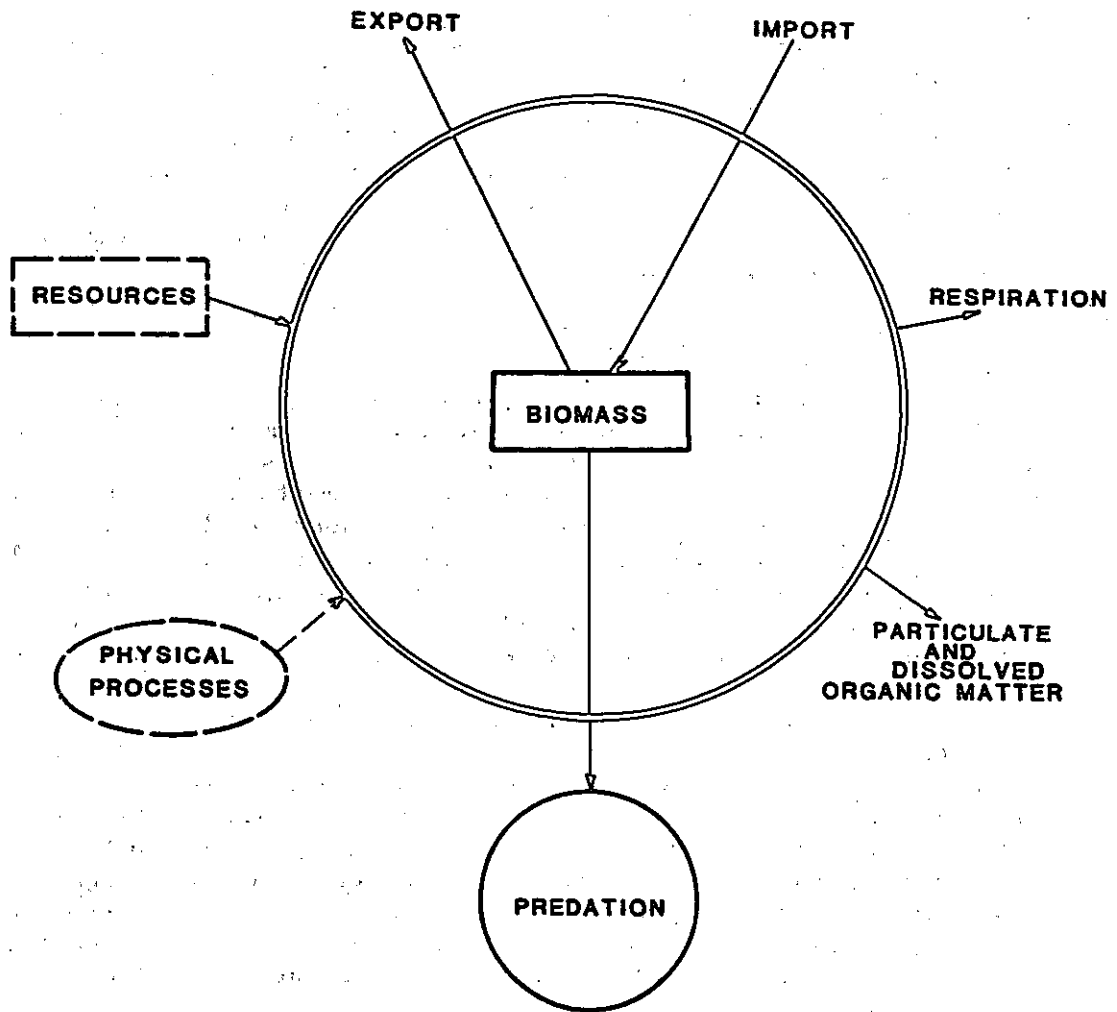 EXPORT
IMPORT
RESOURCES
RESPIRATION
BIOMASS
PHYSICAL
PROCESSES
PARTICULATE
AND
DISSOLVED
ORGANIC MATTER
PREDATION